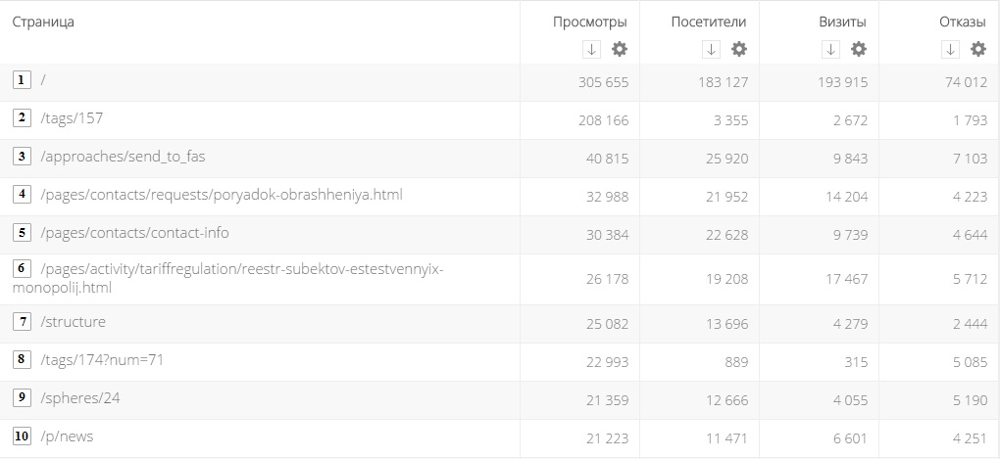 Страница Просмотры Посетители Визиты Отказы
1 / 305 655 183 127 193 915 74 012
2 /tags/157 208 166 3 355 2 672 1 793
3 /approaches/send_to_fas 40 815 25 920 9 843 7 103
4 /pages/contacts/requests/poryadok-obrashheniya.html 32 988 21 952 14 204 4 223
5 /pages/contacts/contact-info 30 384 22 628 9 739 4 644
6 /pages/activity/tariffregulation/reestr-subektov-estestvennyix-
monopolij.html 26 178 19 208 17 467 5 712
7 /structure 25 082 13 696 4 279 2 444
8 /tags/174?num=71 22 993 889 315 5 085
9 /spheres/24 21 359 12 666 4 055 5 190
10 /p/news 21 223 11 471 6 601 4 251